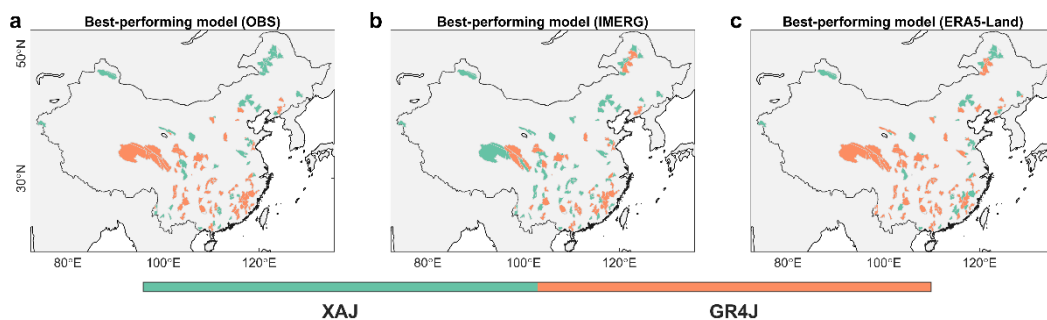 a Best-performing model (OBS)
b Best-performing model (IMERG)
c Best-performing model (ERA5-Land)
50°N
30°N
80°E 100°E 120°E
80°E 100°E 120°E
80°E 100°E 120°E
XAJ GR4J